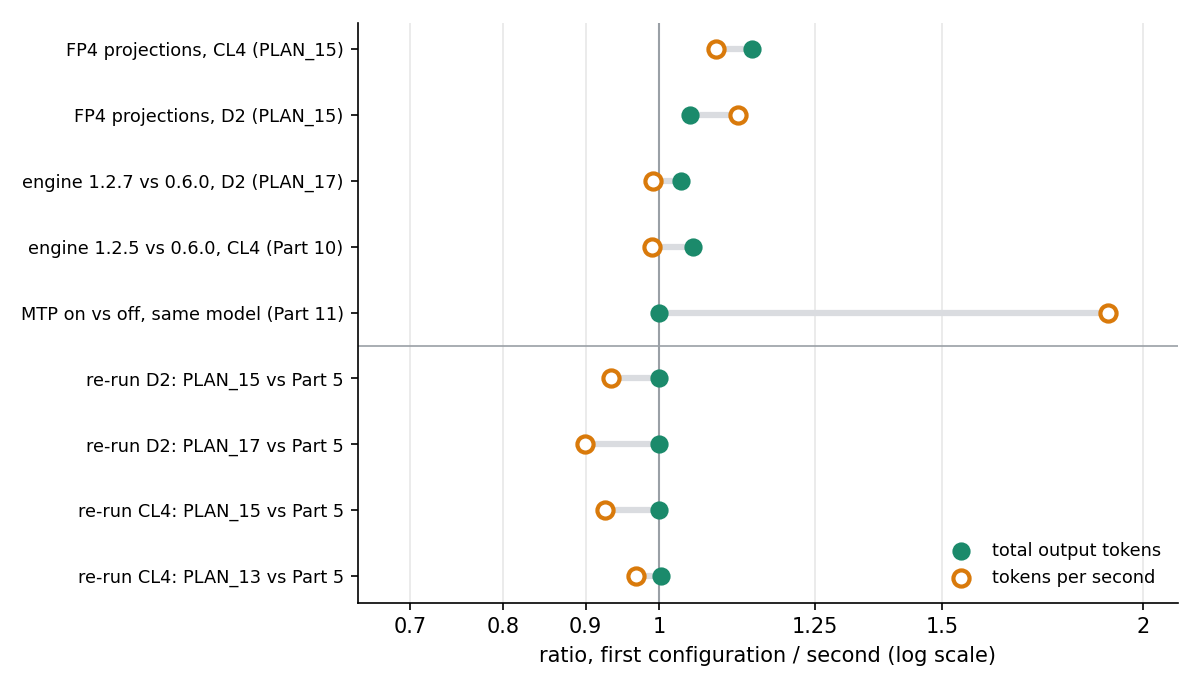 FP4 projections, CL4 (PLAN_15)
FP4 projections, D2 (PLAN_15)
engine 1.2.7 vs 0.6.0, D2 (PLAN_17)
engine 1.2.5 vs 0.6.0, CL4 (Part 10)
MTP on vs off, same model (Part 11)
re-run D2: PLAN_15 vs Part 5
re-run D2: PLAN_17 vs Part 5
re-run CL4: PLAN_15 vs Part 5
re-run CL4: PLAN_13 vs Part 5
total output tokens
tokens per second
0.7 0.8 0.9 1 1.25 1.5 2
ratio, first configuration / second (log scale)